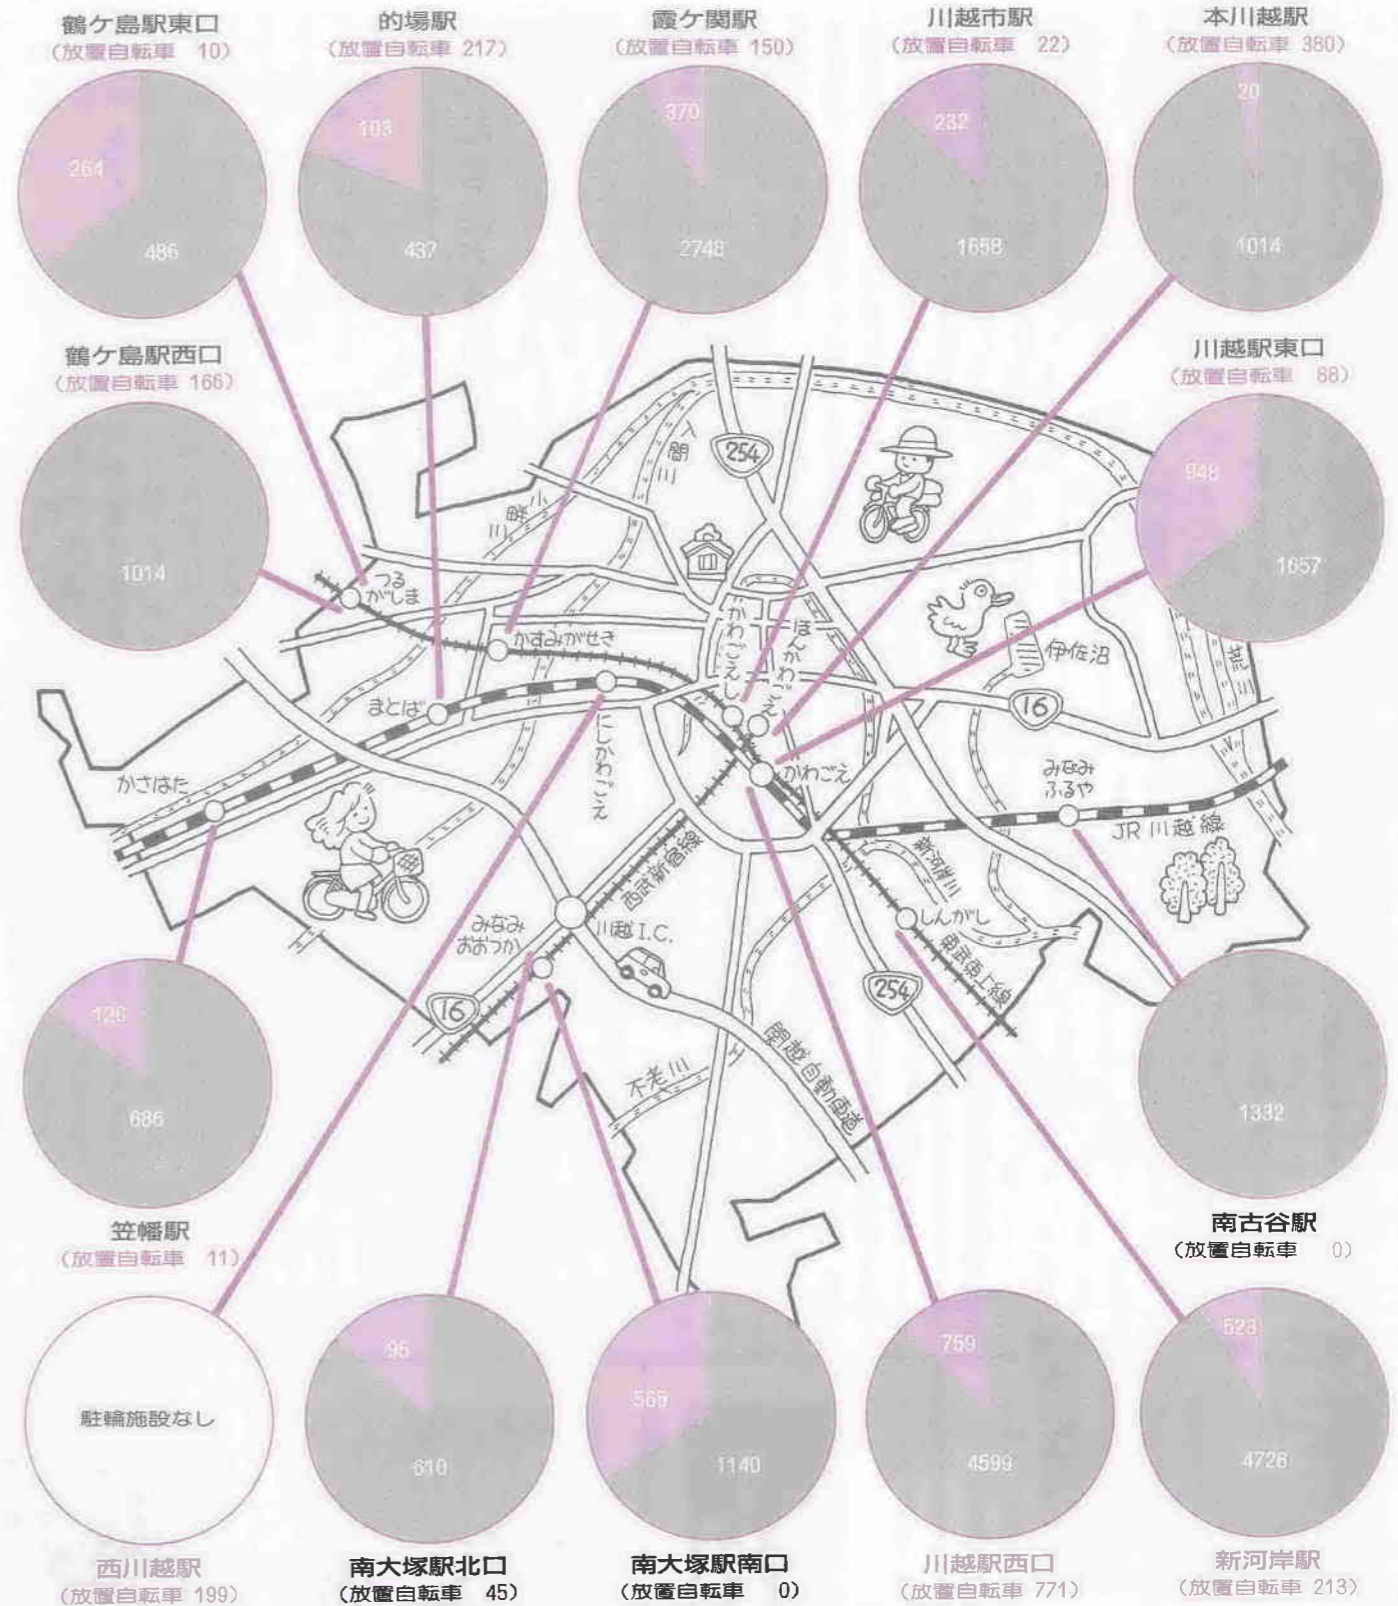 鶴ケ島駅東口
(放置自転車 10)
264
486
的場駅
(放置自転車 217)
103
437
霞ケ関駅
(放置自転車 150)
370
2748
川越市駅
(放置自転車 22)
232
1658
本川越駅
(放置自転車 380)
20
1014
鶴ケ島駅西口
(放置自転車 166)
1014
川越駅東口
(放置自転車 88)
948
1657
入間川
小畔川
254
つる
がしま
かすみがせき
かわごえし
ほんかわごえ
伊佐沼
16
まとば
にしかわごえ
かさはた
かわごえ
みなみ
ふるや
JR川越線
西武新宿線
新河岸川
みなみ
おおつか
川越I.C.
しんがし
東武東上線
16
254
関越自動車道
不老川
126
686
笠幡駅
(放置自転車 11)
1332
南古谷駅
(放置自転車 0)
駐輪施設なし
西川越駅
(放置自転車 199)
95
610
南大塚駅北口
(放置自転車 45)
566
1140
南大塚駅南口
(放置自転車 0)
759
4599
川越駅西口
(放置自転車 771)
523
4726
新河岸駅
(放置自転車 213)